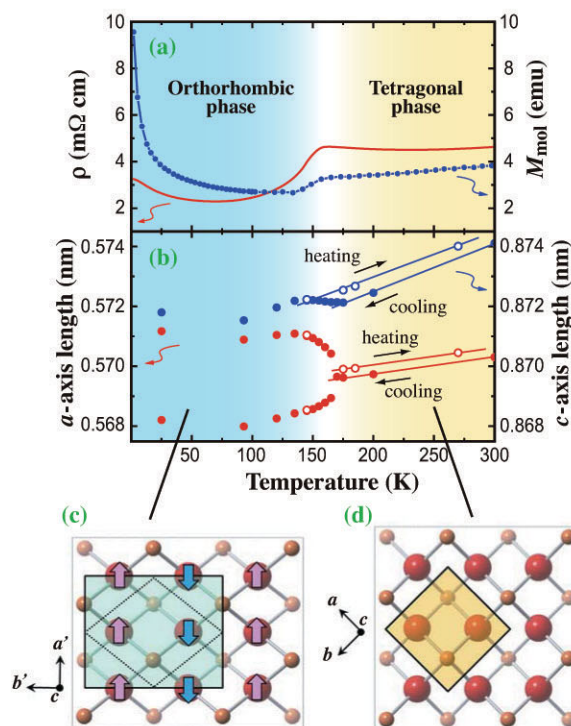 (a)
Orthorhombic
phase
Tetragonal
phase
ρ (mΩ cm)
10
8
6
4
2
M_mol (emu)
10
8
6
4
2
(b)
heating
cooling
heating
cooling
a-axis length (nm)
0.574
0.572
0.570
0.568
c-axis length (nm)
0.874
0.872
0.870
0.868
50 100 150 200 250 300
Temperature (K)
(c)
a'
b'
c
(d)
a
c
b